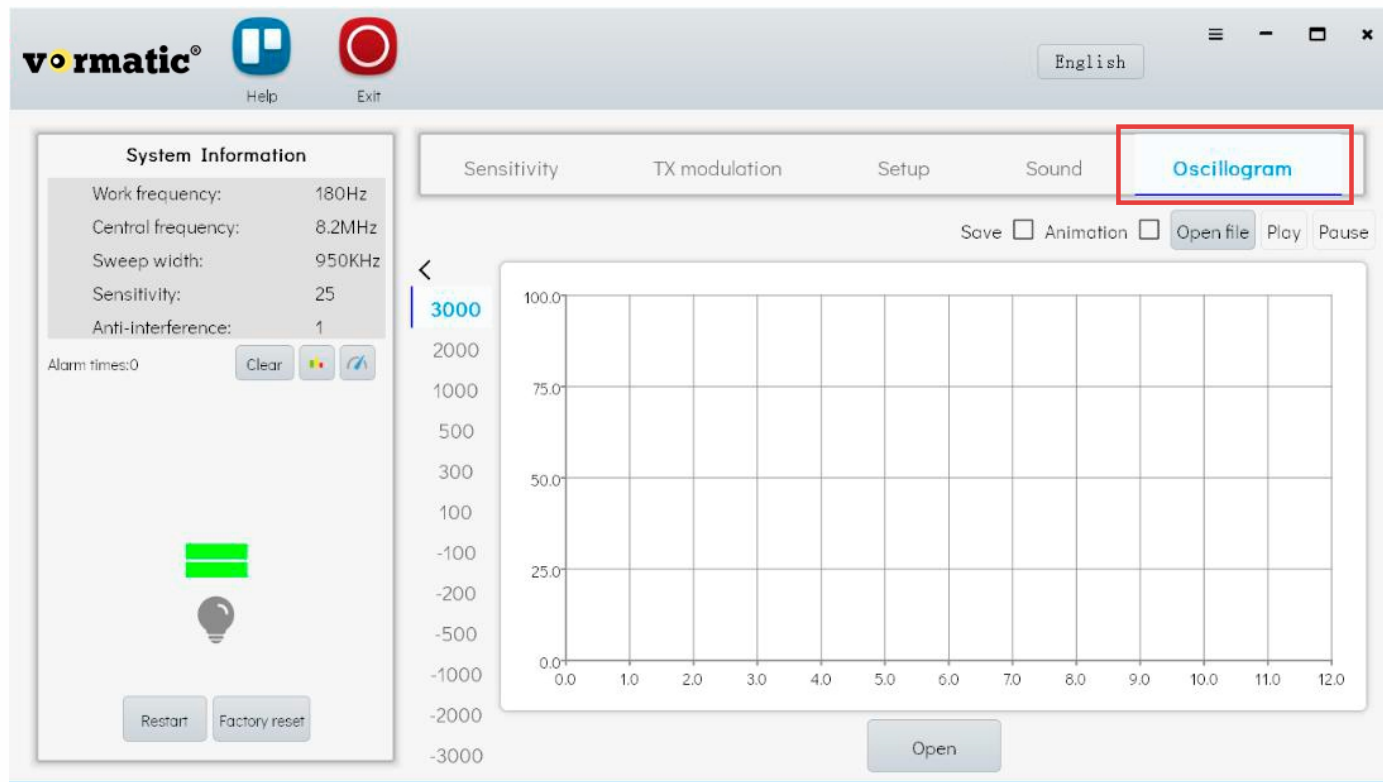 vormatic®
Help
Exit
English
System Information
Work frequency: 180Hz
Central frequency: 8.2MHz
Sweep width: 950KHz
Sensitivity: 25
Anti-interference: 1
Alarm times:0
Clear
Restart
Factory reset
Sensitivity
TX modulation
Setup
Sound
Oscillogram
Save
Animation
Open file
Play
Pause
<
3000
2000
1000
500
300
100
-100
-200
-500
-1000
-2000
-3000
100.0
75.0
50.0
25.0
0.0
0.0 1.0 2.0 3.0 4.0 5.0 6.0 7.0 8.0 9.0 10.0 11.0 12.0
Open